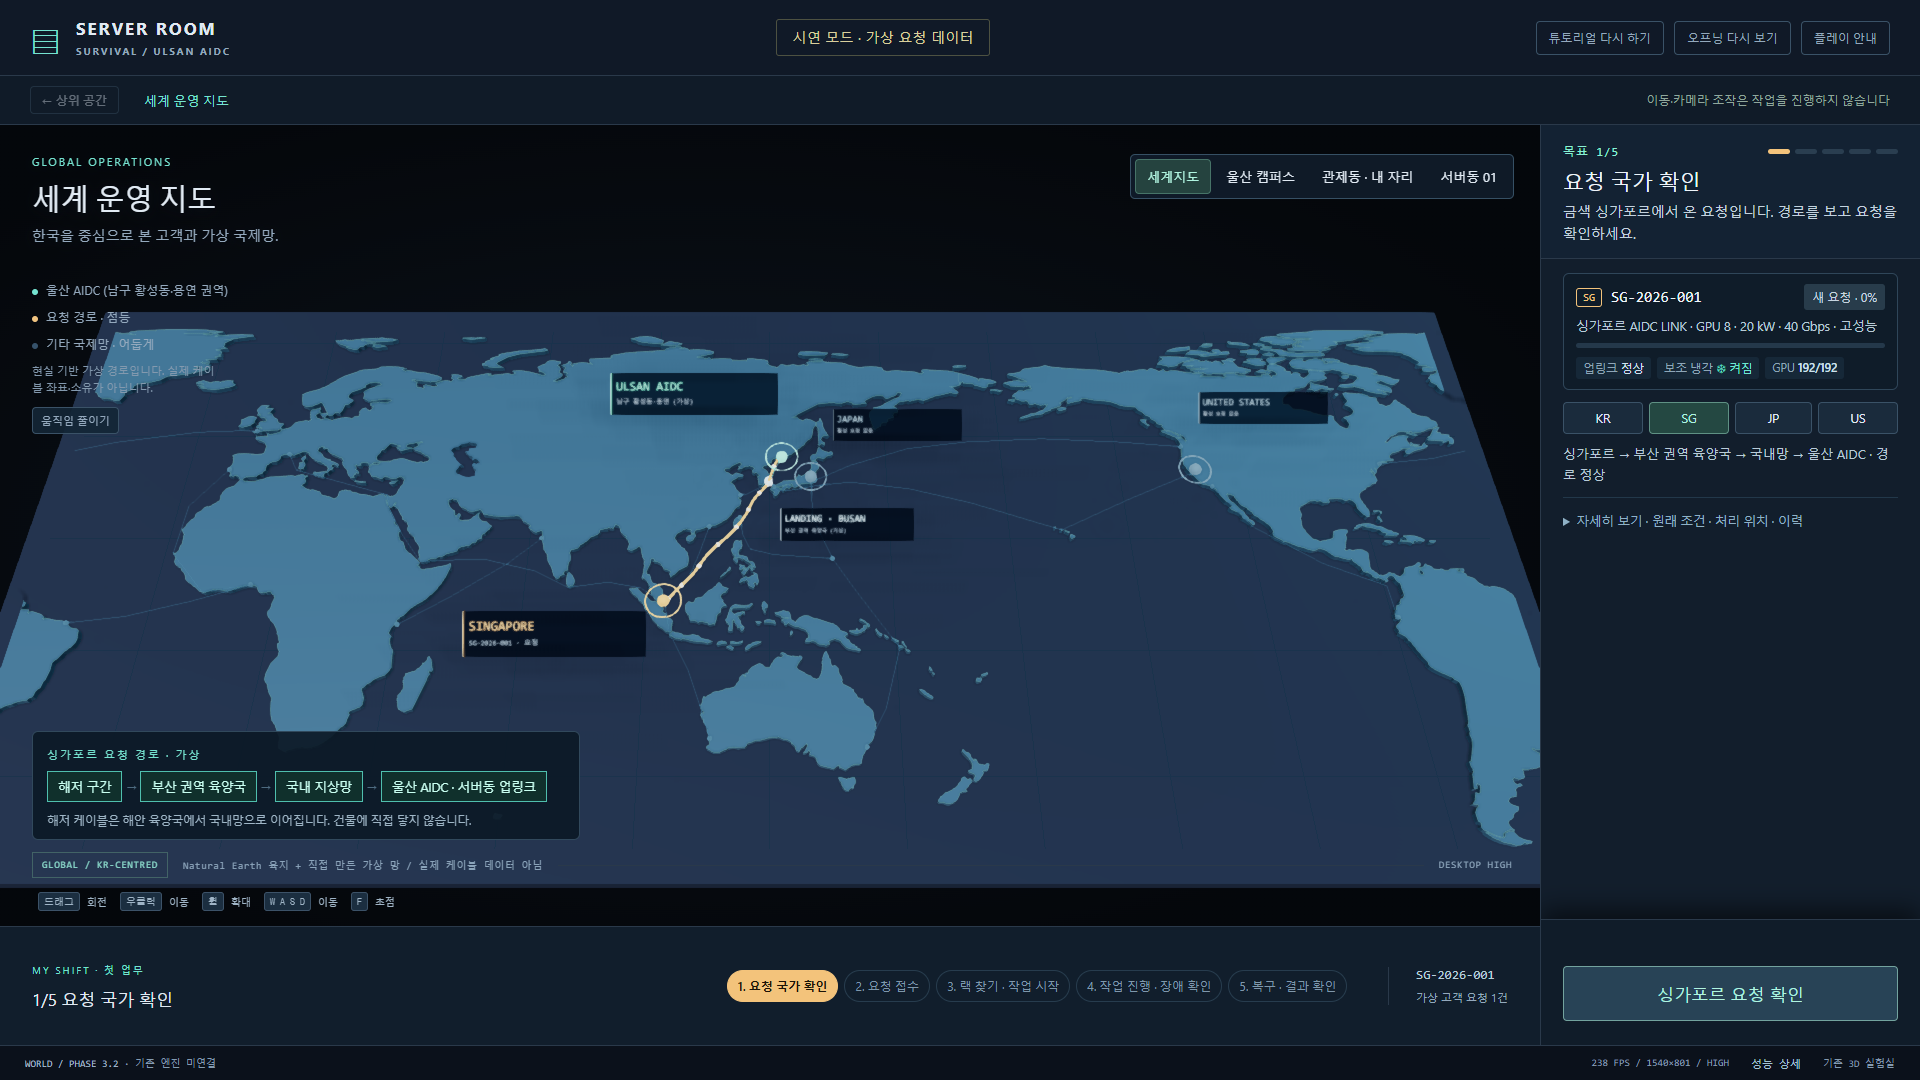 SERVER ROOM
SURVIVAL / ULSAN AIDC
시연 모드 · 가상 요청 데이터
튜토리얼 다시 하기
오프닝 다시 보기
플레이 안내
← 상위 공간
세계 운영 지도
이동·카메라 조작은 작업을 진행하지 않습니다
GLOBAL OPERATIONS
세계 운영 지도
한국을 중심으로 본 고객과 가상 국제망.
세계지도
울산 캠퍼스
관제동 · 내 자리
서버동 01
울산 AIDC (남구 황성동·용연 권역)
요청 경로 · 점등
기타 국제망 · 어둡게
현실 기반 가상 경로입니다. 실제 케이
블 좌표·소유가 아닙니다.
움직임 줄이기
ULSAN AIDC
남구 황성동·용연 (가상)
JAPAN
UNITED STATES
LANDING · BUSAN
부산 권역 육양국 (가상)
SINGAPORE
SG-2026-001 · 요청
싱가포르 요청 경로 · 가상
해저 구간 → 부산 권역 육양국 → 국내 지상망 → 울산 AIDC · 서버동 업링크
해저 케이블은 해안 육양국에서 국내망으로 이어집니다. 건물에 직접 닿지 않습니다.
GLOBAL / KR-CENTRED
Natural Earth 육지 + 직접 만든 가상 망 / 실제 케이블 데이터 아님
DESKTOP HIGH
드래그 회전 우클릭 이동 휠 확대 W A S D 이동 F 초점
목표 1/5
요청 국가 확인
금색 싱가포르에서 온 요청입니다. 경로를 보고 요청을
확인하세요.
SG SG-2026-001 새 요청 · 0%
싱가포르 AIDC LINK · GPU 8 · 20 kW · 40 Gbps · 고성능
업링크 정상 보조 냉각 ❄ 켜짐 GPU 192/192
KR SG JP US
싱가포르 → 부산 권역 육양국 → 국내망 → 울산 AIDC · 경
로 정상
▶ 자세히 보기 · 원래 조건 · 처리 위치 · 이력
MY SHIFT · 첫 업무
1/5 요청 국가 확인
1. 요청 국가 확인
2. 요청 접수
3. 랙 찾기 · 작업 시작
4. 작업 진행 · 장애 확인
5. 복구 · 결과 확인
SG-2026-001
가상 고객 요청 1건
싱가포르 요청 확인
WORLD / PHASE 3.2 · 기존 엔진 미연결
238 FPS / 1540×801 / HIGH
성능 상세
기존 3D 실험실